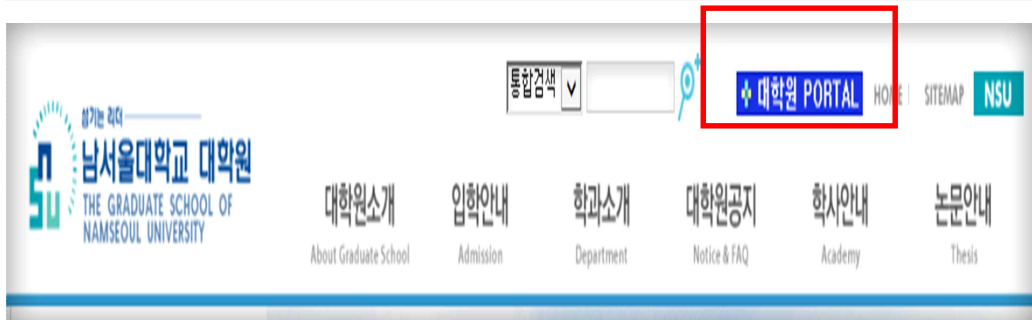 통합검색
+ 대학원 PORTAL HOME | SITEMAP NSU
섬기는 리더
남서울대학교 대학원
THE GRADUATE SCHOOL OF
NAMSEOUL UNIVERSITY
대학원소개 입학안내 학과소개 대학원공지 학사안내 논문안내
About Graduate School Admission Department Notice & FAQ Academy Thesis